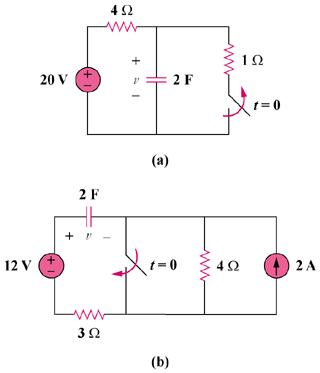 4 Ω
+
20 V + −
v
2 F
1 Ω
−
t = 0
(a)
2 F
+ v −
12 V + −
t = 0
4 Ω
2 A
3 Ω
(b)